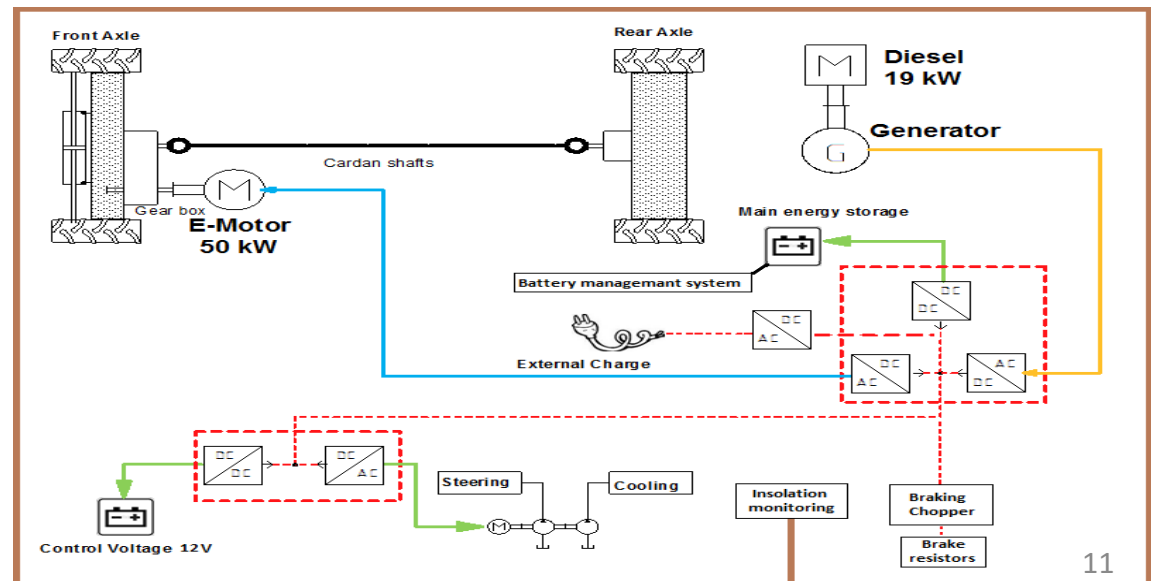 Front Axle
Rear Axle
M
Diesel
19 kW
Generator
G
Cardan shafts
M
Gear box
E-Motor
50 kW
Main energy storage
Battery managemant system
DC
DC
DC
AC
External Charge
DC
AC
AC
DC
DC
DC
DC
AC
Steering
Cooling
M
Insolation
monitoring
Braking
Chopper
Brake
resistors
Control Voltage 12V
11